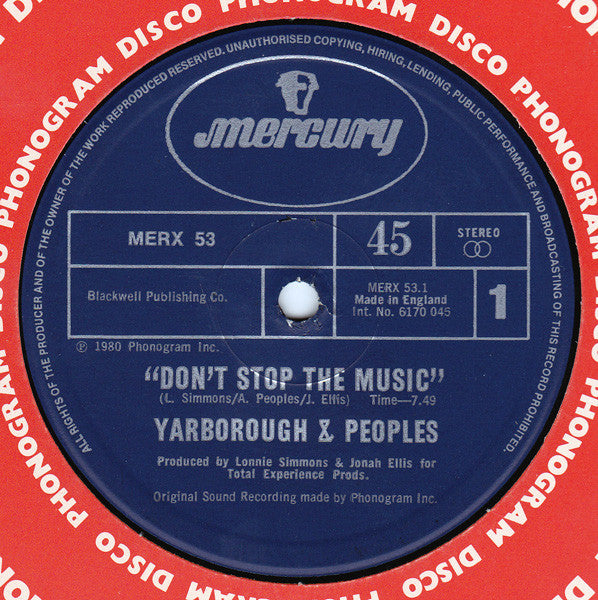 DISCO PHONOGRAM DISCO PHONOGRAM DISCO PHONOGRAM DISCO PHONOGRAM
ALL RIGHTS OF THE PRODUCER AND OF THE OWNER OF THE WORK REPRODUCED RESERVED. UNAUTHORISED COPYING, HIRING, LENDING, PUBLIC PERFORMANCE AND BROADCASTING OF THIS RECORD PROHIBITED.
mercury
MERX 53
45
STEREO
Blackwell Publishing Co.
MERX 53.1
Made in England
Int. No. 6170 045
1
℗ 1980 Phonogram Inc.
"DON'T STOP THE MUSIC"
(L. Simmons/A. Peoples/J. Ellis) Time—7.49
YARBOROUGH & PEOPLES
Produced by Lonnie Simmons & Jonah Ellis for
Total Experience Prods.
Original Sound Recording made by Phonogram Inc.